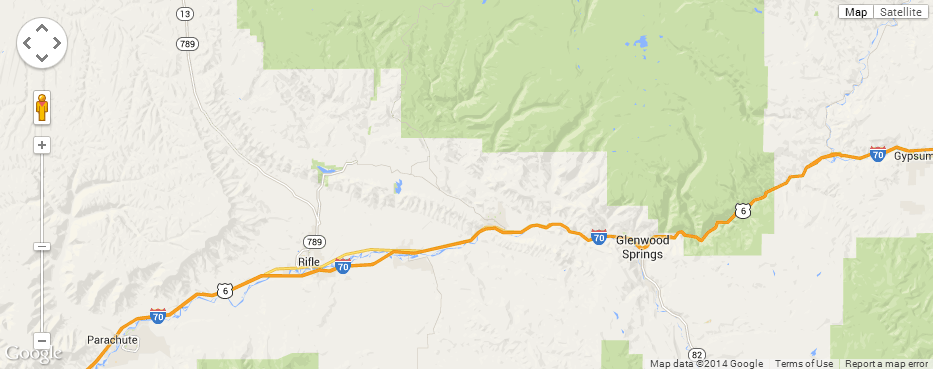 13
789
Map
Satellite
70
Gypsum
6
789
70
Glenwood
Springs
Rifle
70
6
70
Parachute
82
Google
Map data ©2014 Google
Terms of Use
Report a map error